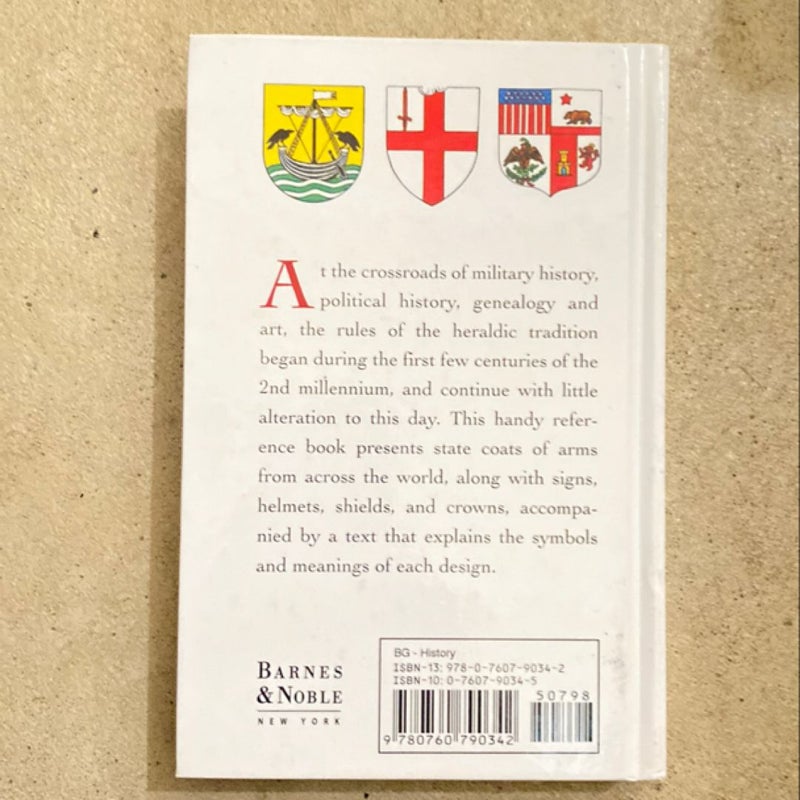 At the crossroads of military history,
political history, genealogy and
art, the rules of the heraldic tradition
began during the first few centuries of the
2nd millennium, and continue with little
alteration to this day. This handy refer-
ence book presents state coats of arms
from across the world, along with signs,
helmets, shields, and crowns, accompa-
nied by a text that explains the symbols
and meanings of each design.
BARNES
& NOBLE
NEW YORK
BG - History
ISBN-13: 978-0-7607-9034-2
ISBN-10: 0-7607-9034-5
50798
9 780760 790342